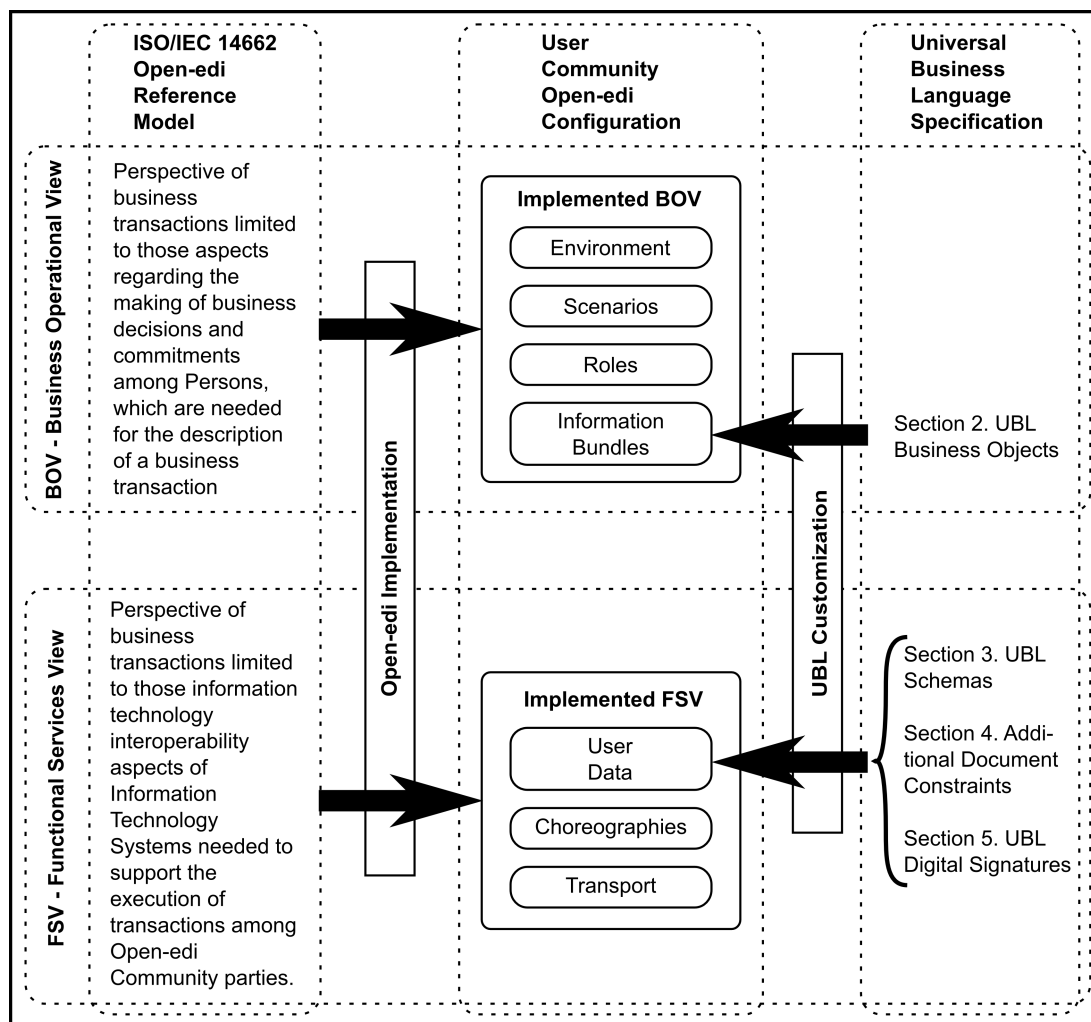 ISO/IEC 14662
Open-edi
Reference
Model
User
Community
Open-edi
Configuration
Universal
Business
Language
Specification
BOV - Business Operational View
Perspective of
business
transactions limited
to those aspects
regarding the
making of business
decisions and
commitments
among Persons,
which are needed
for the description
of a business
transaction
Open-edi Implementation
Implemented BOV
Environment
Scenarios
Roles
Information
Bundles
UBL Customization
Section 2. UBL
Business Objects
FSV - Functional Services View
Perspective of
business
transactions limited
to those information
technology
interoperability
aspects of
Information
Technology
Systems needed to
support the
execution of
transactions among
Open-edi
Community parties.
Implemented FSV
User
Data
Choreographies
Transport
Section 3. UBL
Schemas
Section 4. Addi-
tional Document
Constraints
Section 5. UBL
Digital Signatures